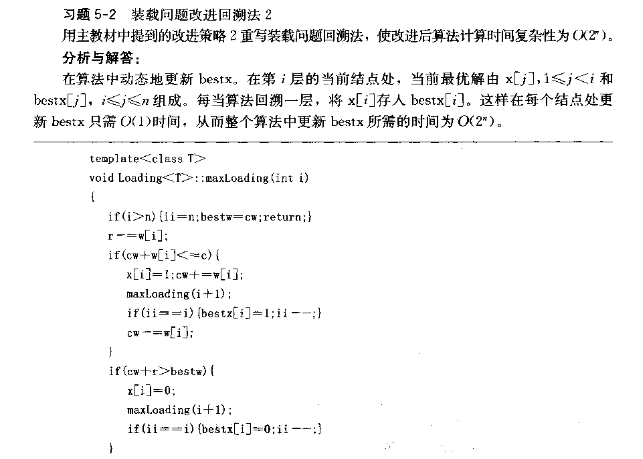 习题 5-2 装载问题改进回溯法 2
用主教材中提到的改进策略 2 重写装载问题回溯法，使改进后算法计算时间复杂性为 O(2ⁿ)。
分析与解答：
在算法中动态地更新 bestx。在第 i 层的当前结点处，当前最优解由 x[j],1≤j<i 和
bestx[j]，i≤j≤n 组成。每当算法回溯一层，将 x[i]存入 bestx[i]。这样在每个结点处更
新 bestx 只需 O(1)时间，从而整个算法中更新 bestx 所需的时间为 O(2ⁿ)。
template<class T>
void Loading<T>::maxLoading(int i)
{
if(i>n){ii=n;bestw=cw;return;}
r-=w[i];
if(cw+w[i]<=c){
x[i]=1;cw+=w[i];
maxLoading(i+1);
if(ii==i){bestx[i]=1;ii--;}
cw-=w[i];
}
if(cw+r>bestw){
x[i]=0;
maxLoading(i+1);
if(ii==i){bestx[i]=0;ii--;}
}